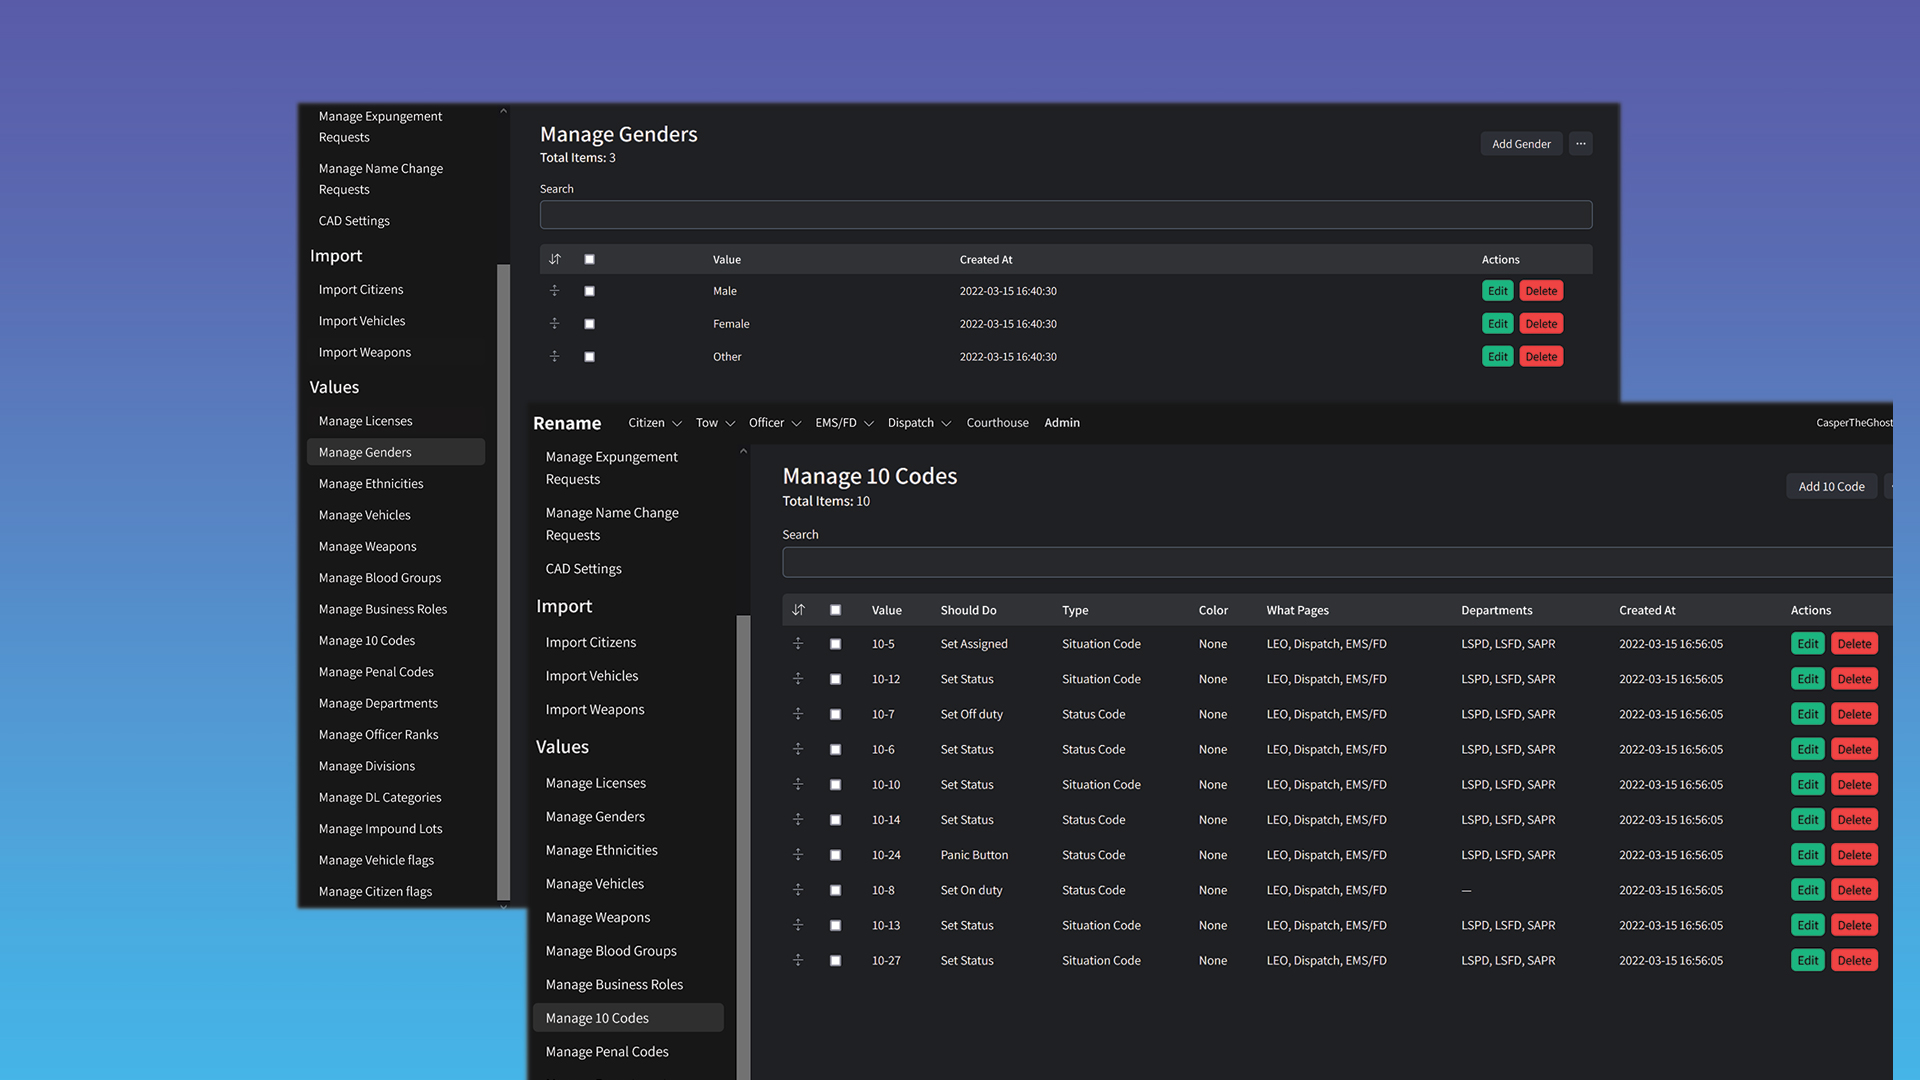 Manage Expungement
Requests
Manage Name Change
Requests
CAD Settings
Import
Import Citizens
Import Vehicles
Import Weapons
Values
Manage Licenses
Manage Genders
Manage Ethnicities
Manage Vehicles
Manage Weapons
Manage Blood Groups
Manage Business Roles
Manage 10 Codes
Manage Penal Codes
Manage Departments
Manage Officer Ranks
Manage Divisions
Manage DL Categories
Manage Impound Lots
Manage Vehicle flags
Manage Citizen flags
Manage Genders
Total Items: 3
Add Gender ...
Search
Value Created At Actions
Male 2022-03-15 16:40:30 Edit Delete
Female 2022-03-15 16:40:30 Edit Delete
Other 2022-03-15 16:40:30 Edit Delete
Rename Citizen Tow Officer EMS/FD Dispatch Courthouse Admin CasperTheGhost
Manage Expungement
Requests
Manage Name Change
Requests
CAD Settings
Import
Import Citizens
Import Vehicles
Import Weapons
Values
Manage Licenses
Manage Genders
Manage Ethnicities
Manage Vehicles
Manage Weapons
Manage Blood Groups
Manage Business Roles
Manage 10 Codes
Manage Penal Codes
Manage 10 Codes
Total Items: 10
Add 10 Code
Search
Value Should Do Type Color What Pages Departments Created At Actions
10-5 Set Assigned Situation Code None LEO, Dispatch, EMS/FD LSPD, LSFD, SAPR 2022-03-15 16:56:05 Edit Delete
10-12 Set Status Situation Code None LEO, Dispatch, EMS/FD LSPD, LSFD, SAPR 2022-03-15 16:56:05 Edit Delete
10-7 Set Off duty Status Code None LEO, Dispatch, EMS/FD LSPD, LSFD, SAPR 2022-03-15 16:56:05 Edit Delete
10-6 Set Status Status Code None LEO, Dispatch, EMS/FD LSPD, LSFD, SAPR 2022-03-15 16:56:05 Edit Delete
10-10 Set Status Situation Code None LEO, Dispatch, EMS/FD LSPD, LSFD, SAPR 2022-03-15 16:56:05 Edit Delete
10-14 Set Status Status Code None LEO, Dispatch, EMS/FD LSPD, LSFD, SAPR 2022-03-15 16:56:05 Edit Delete
10-24 Panic Button Status Code None LEO, Dispatch, EMS/FD LSPD, LSFD, SAPR 2022-03-15 16:56:05 Edit Delete
10-8 Set On duty Status Code None LEO, Dispatch, EMS/FD — 2022-03-15 16:56:05 Edit Delete
10-13 Set Status Situation Code None LEO, Dispatch, EMS/FD LSPD, LSFD, SAPR 2022-03-15 16:56:05 Edit Delete
10-27 Set Status Situation Code None LEO, Dispatch, EMS/FD LSPD, LSFD, SAPR 2022-03-15 16:56:05 Edit Delete